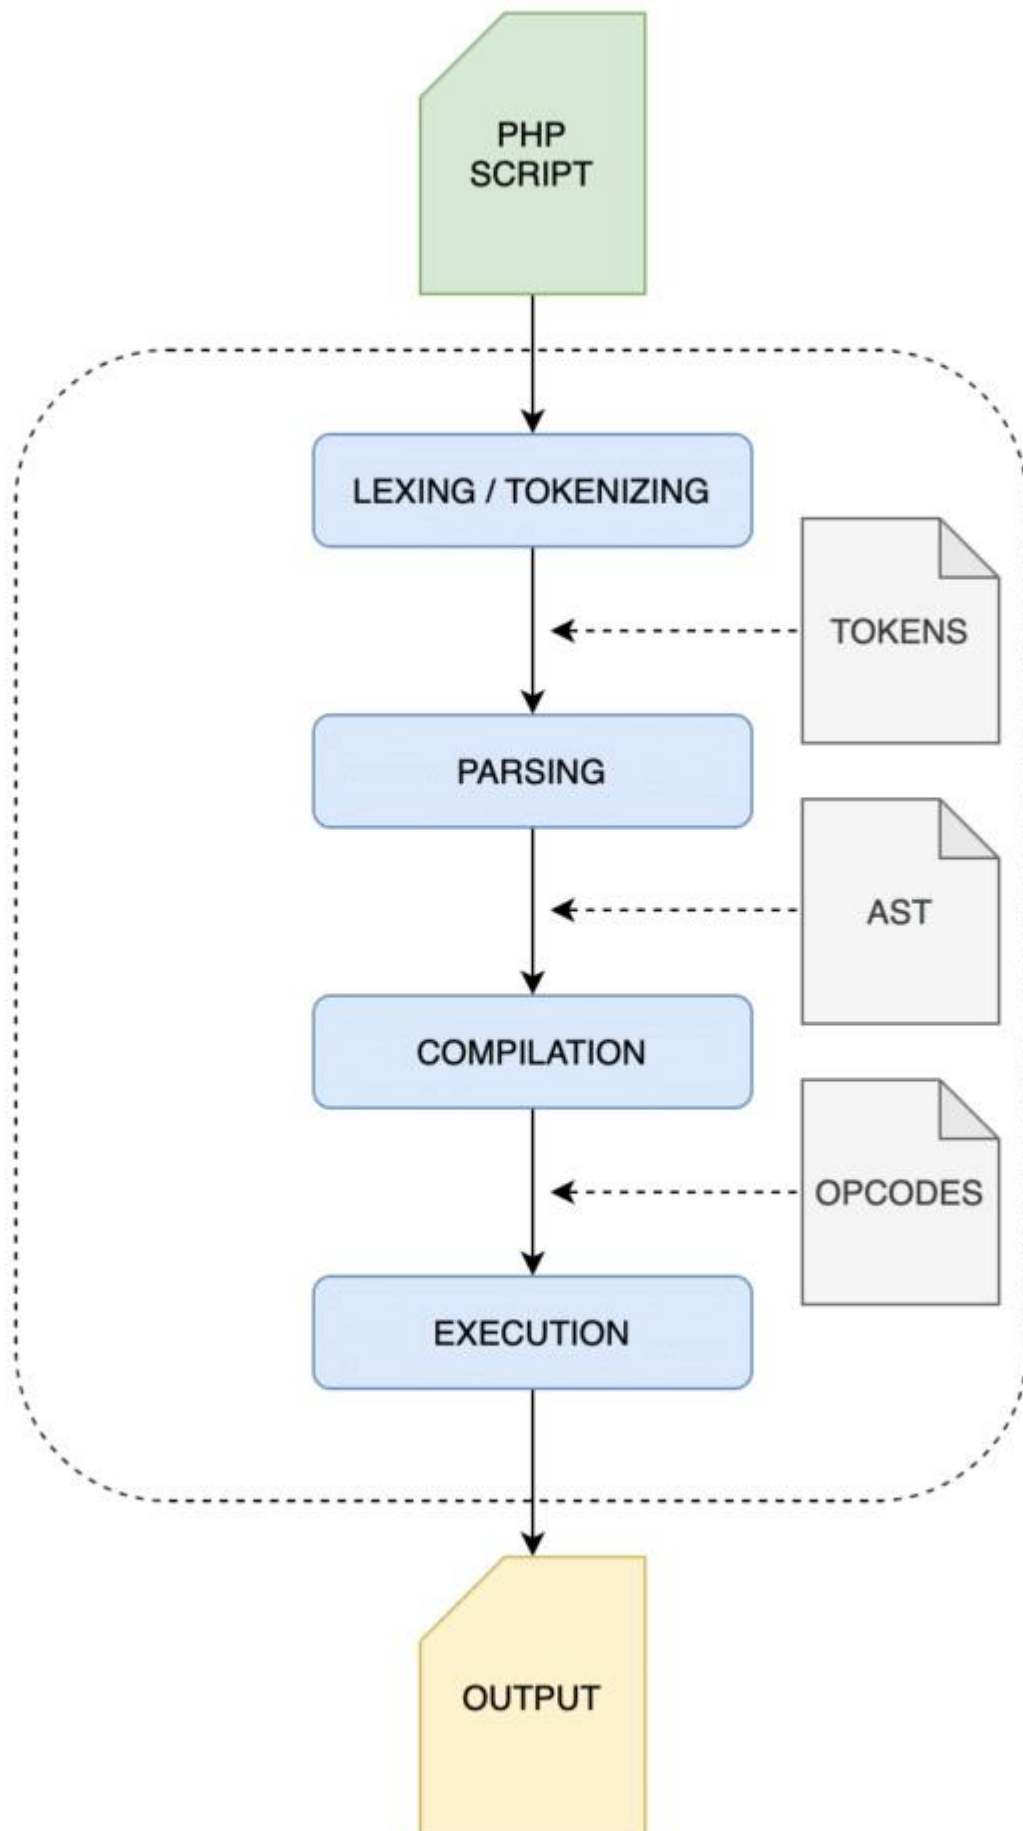 PHP
SCRIPT
LEXING / TOKENIZING
TOKENS
PARSING
AST
COMPILATION
OPCODES
EXECUTION
OUTPUT